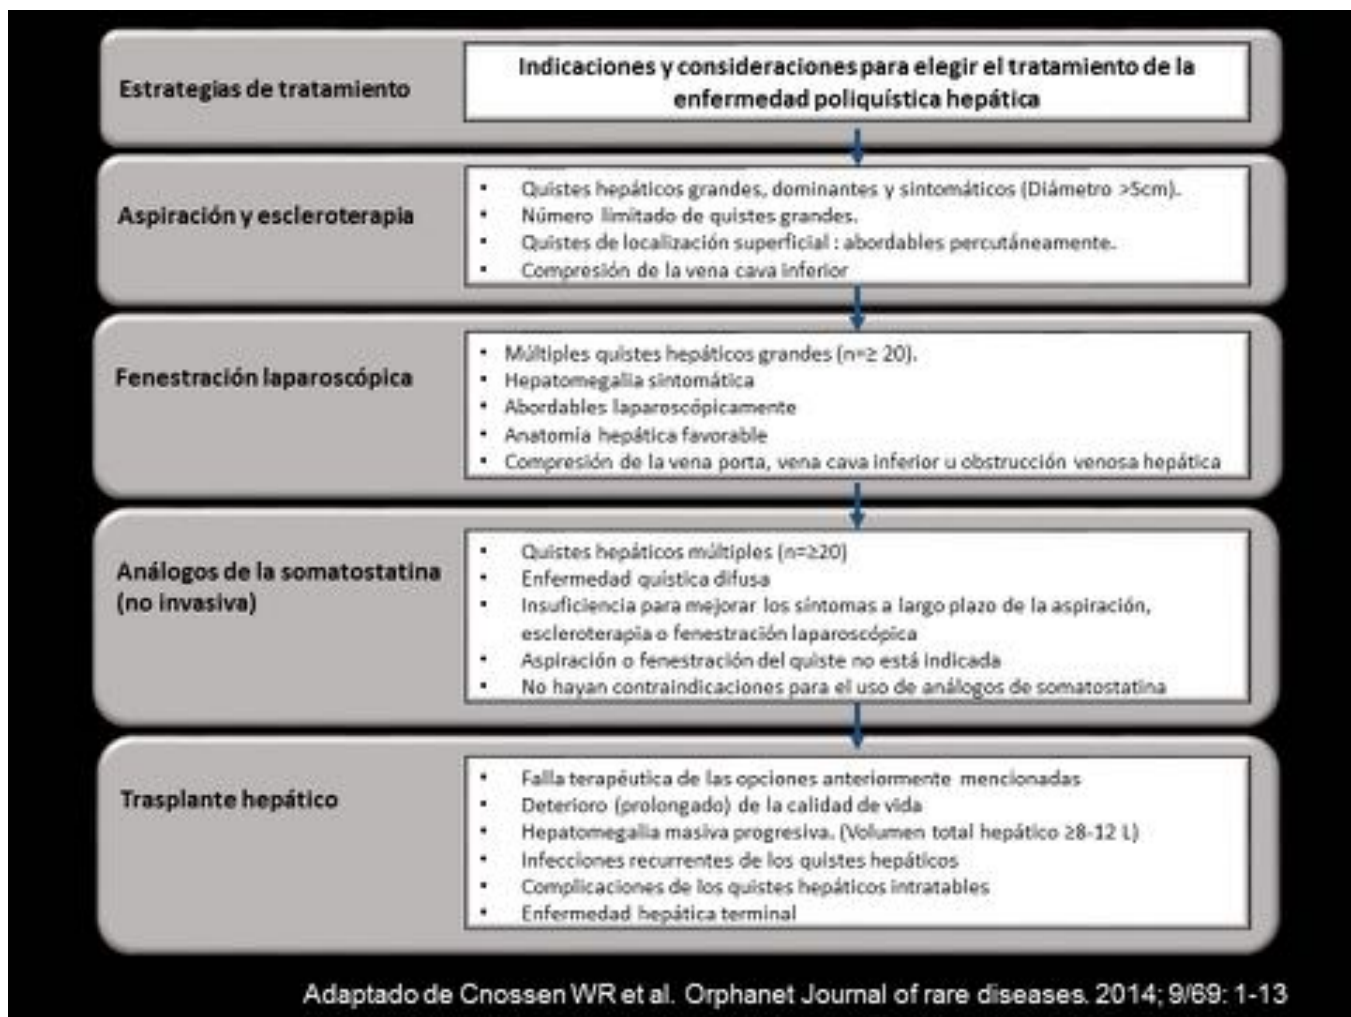 Estrategias de tratamiento
Indicaciones y consideraciones para elegir el tratamiento de la
enfermedad poliquística hepática
Aspiración y escleroterapia
• Quistes hepáticos grandes, dominantes y sintomáticos (Diámetro >5cm).
• Número limitado de quistes grandes.
• Quistes de localización superficial : abordables percutáneamente.
• Compresión de la vena cava inferior
Fenestración laparoscópica
• Múltiples quistes hepáticos grandes (n=≥ 20).
• Hepatomegalia sintomática
• Abordables laparoscópicamente
• Anatomía hepática favorable
• Compresión de la vena porta, vena cava inferior u obstrucción venosa hepática
Análogos de la somatostatina
(no invasiva)
• Quistes hepáticos múltiples (n=≥20)
• Enfermedad quística difusa
• Insuficiencia para mejorar los síntomas a largo plazo de la aspiración,
escleroterapia o fenestración laparoscópica
• Aspiración o fenestración del quiste no está indicada
• No hayan contraindicaciones para el uso de análogos de somatostatina
Trasplante hepático
• Falla terapéutica de las opciones anteriormente mencionadas
• Deterioro (prolongado) de la calidad de vida
• Hepatomegalia masiva progresiva. (Volumen total hepático ≥8-12 L)
• Infecciones recurrentes de los quistes hepáticos
• Complicaciones de los quistes hepáticos intratables
• Enfermedad hepática terminal
Adaptado de Cnossen WR et al. Orphanet Journal of rare diseases. 2014; 9/69: 1-13